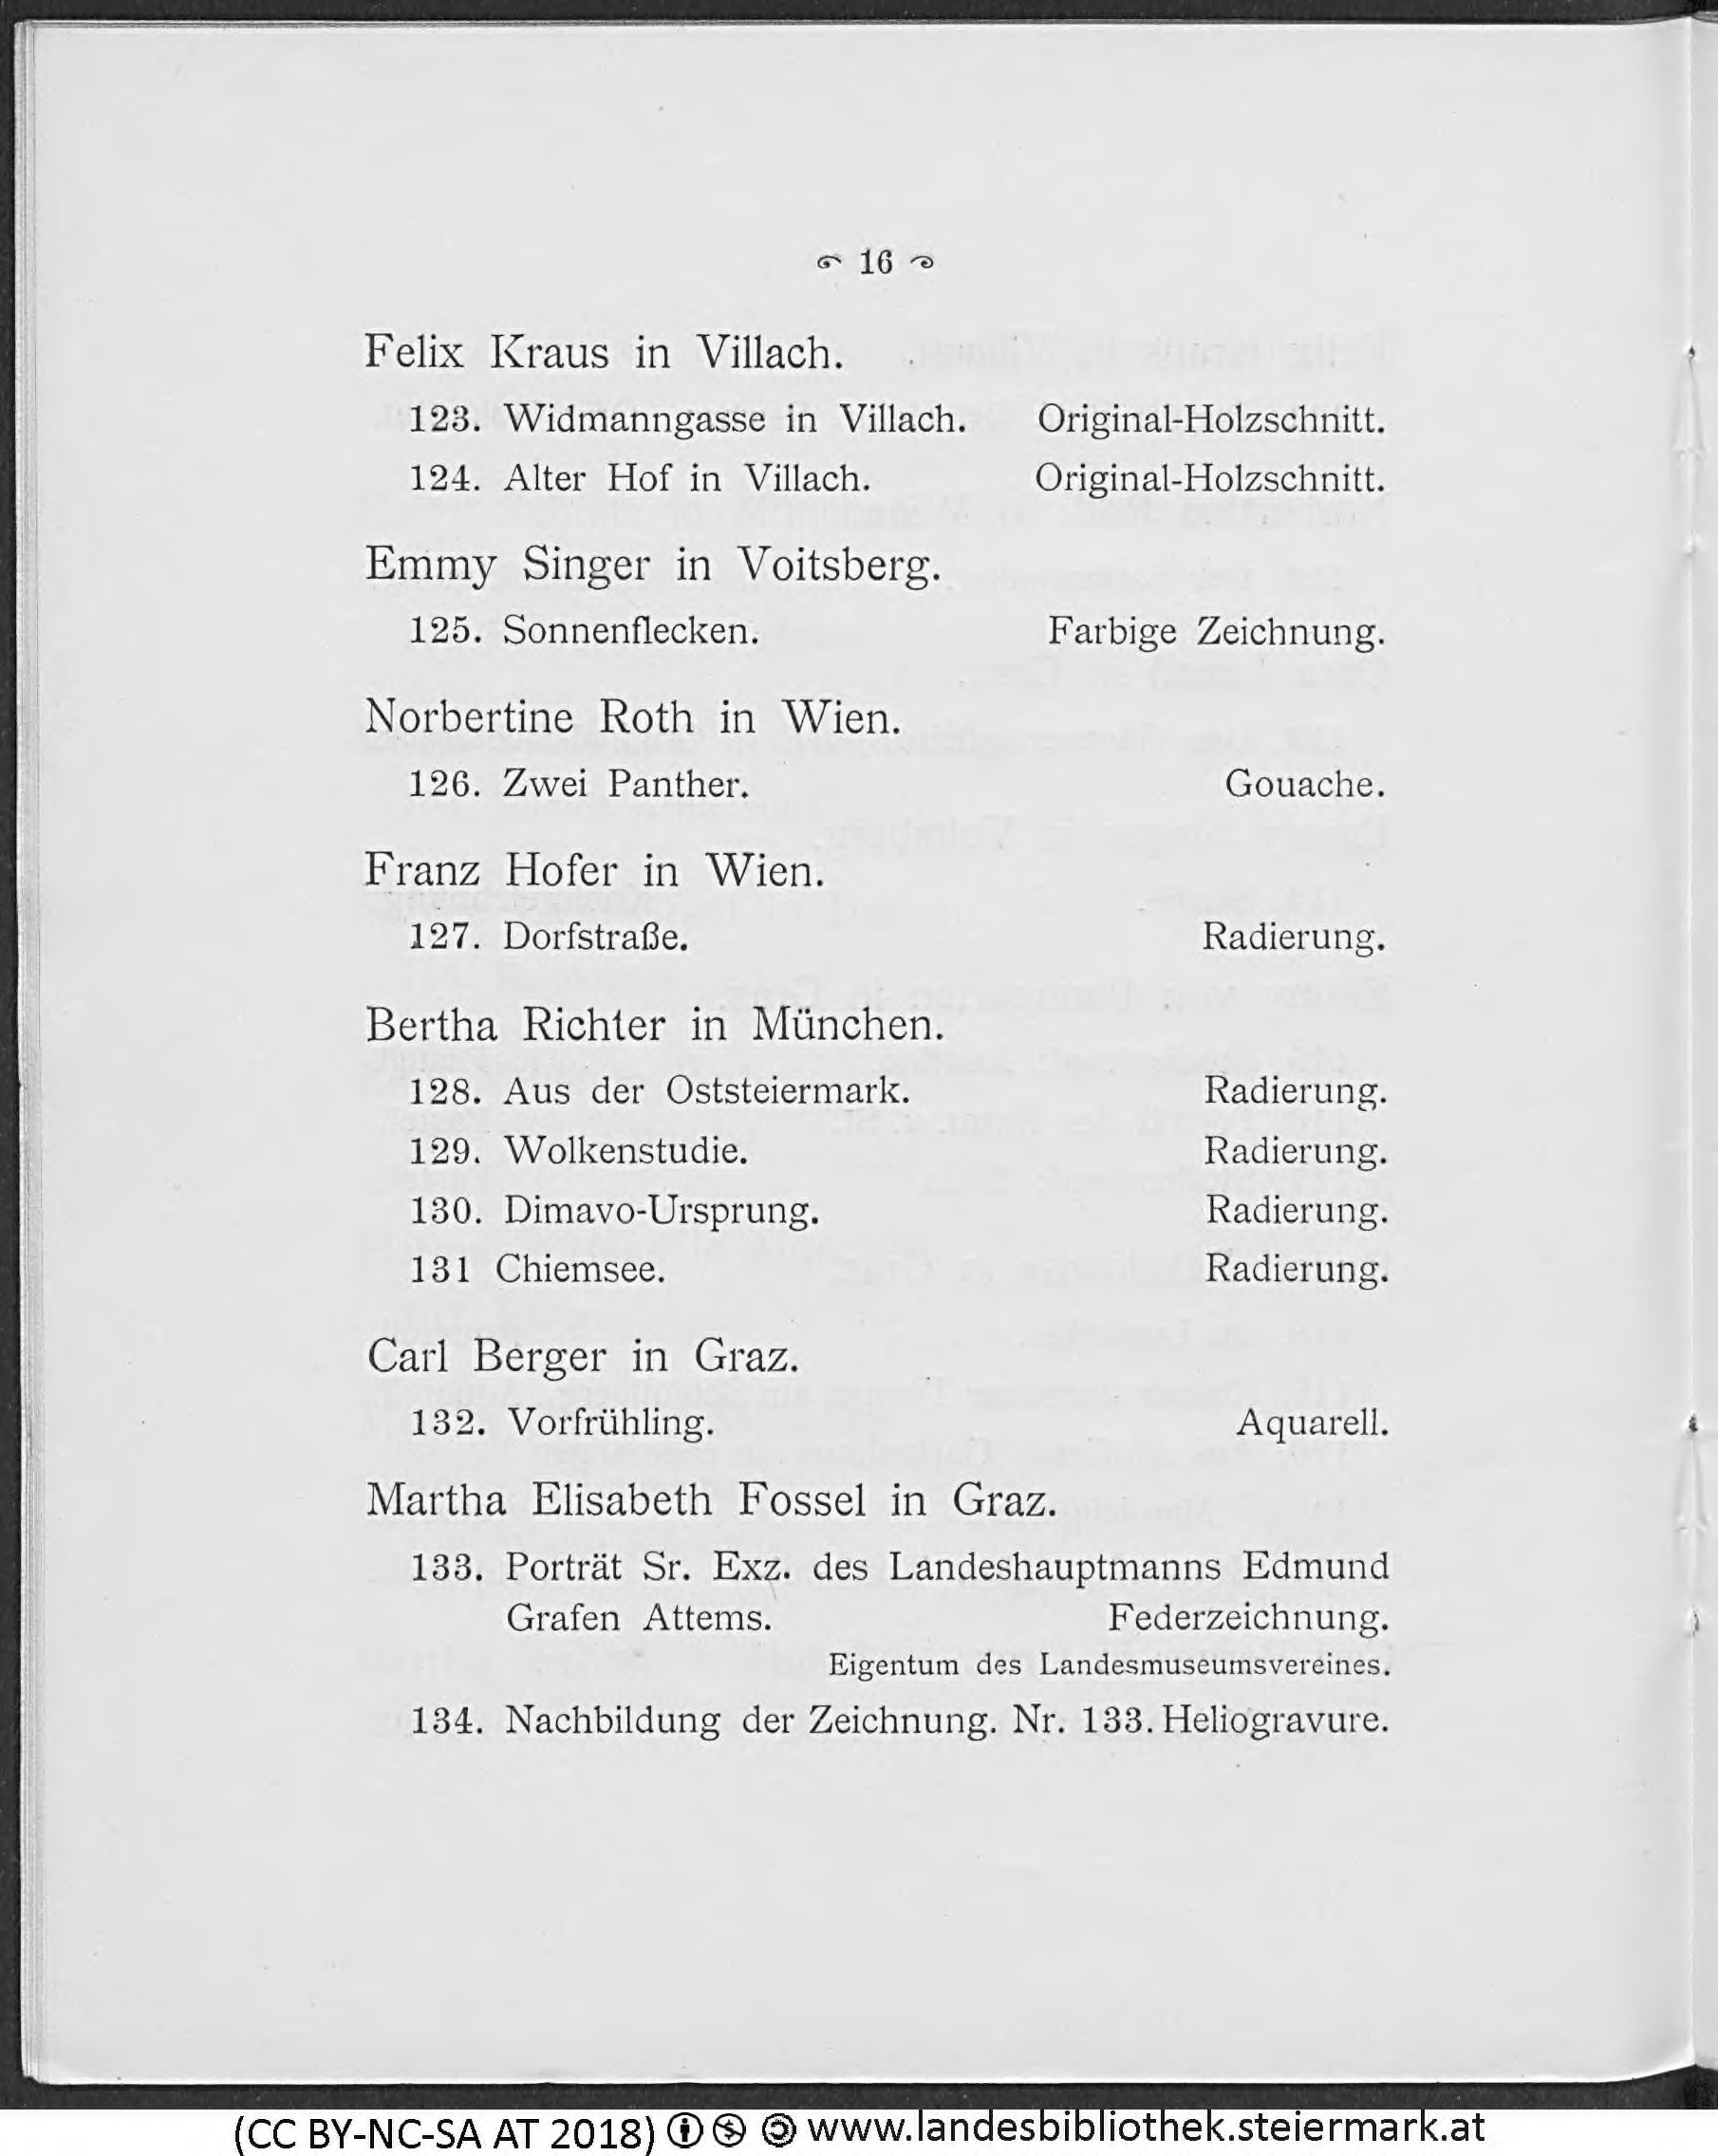 16
Felix Kraus in Villach.
123. Widmanngasse in Villach. Original-Holzschnitt.
124. Alter Hof in Villach. Original-Holzschnitt.
Emmy Singer in Voitsberg.
125. Sonnenflecken. Farbige Zeichnung.
Norbertine Roth in Wien.
126. Zwei Panther. Gouache.
Franz Hofer in Wien.
127. Dorfstraße. Radierung.
Bertha Richter in München.
128. Aus der Oststeiermark. Radierung.
129. Wolkenstudie. Radierung.
130. Dimavo-Ursprung. Radierung.
131 Chiemsee. Radierung.
Carl Berger in Graz.
132. Vorfrühling. Aquarell.
Martha Elisabeth Fossel in Graz.
133. Porträt Sr. Exz. des Landeshauptmanns Edmund
Grafen Attems. Federzeichnung.
Eigentum des Landesmuseumsvereines.
134. Nachbildung der Zeichnung. Nr. 133. Heliogravure.
(CC BY-NC-SA AT 2018) www.landesbibliothek.steiermark.at